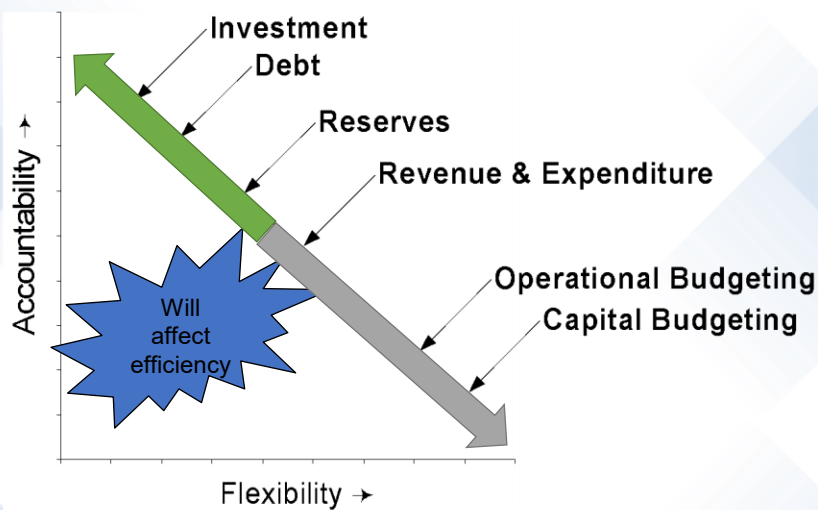 Investment
Debt
Reserves
Revenue & Expenditure
Operational Budgeting
Capital Budgeting
Accountability →
Will
affect
efficiency
Flexibility →